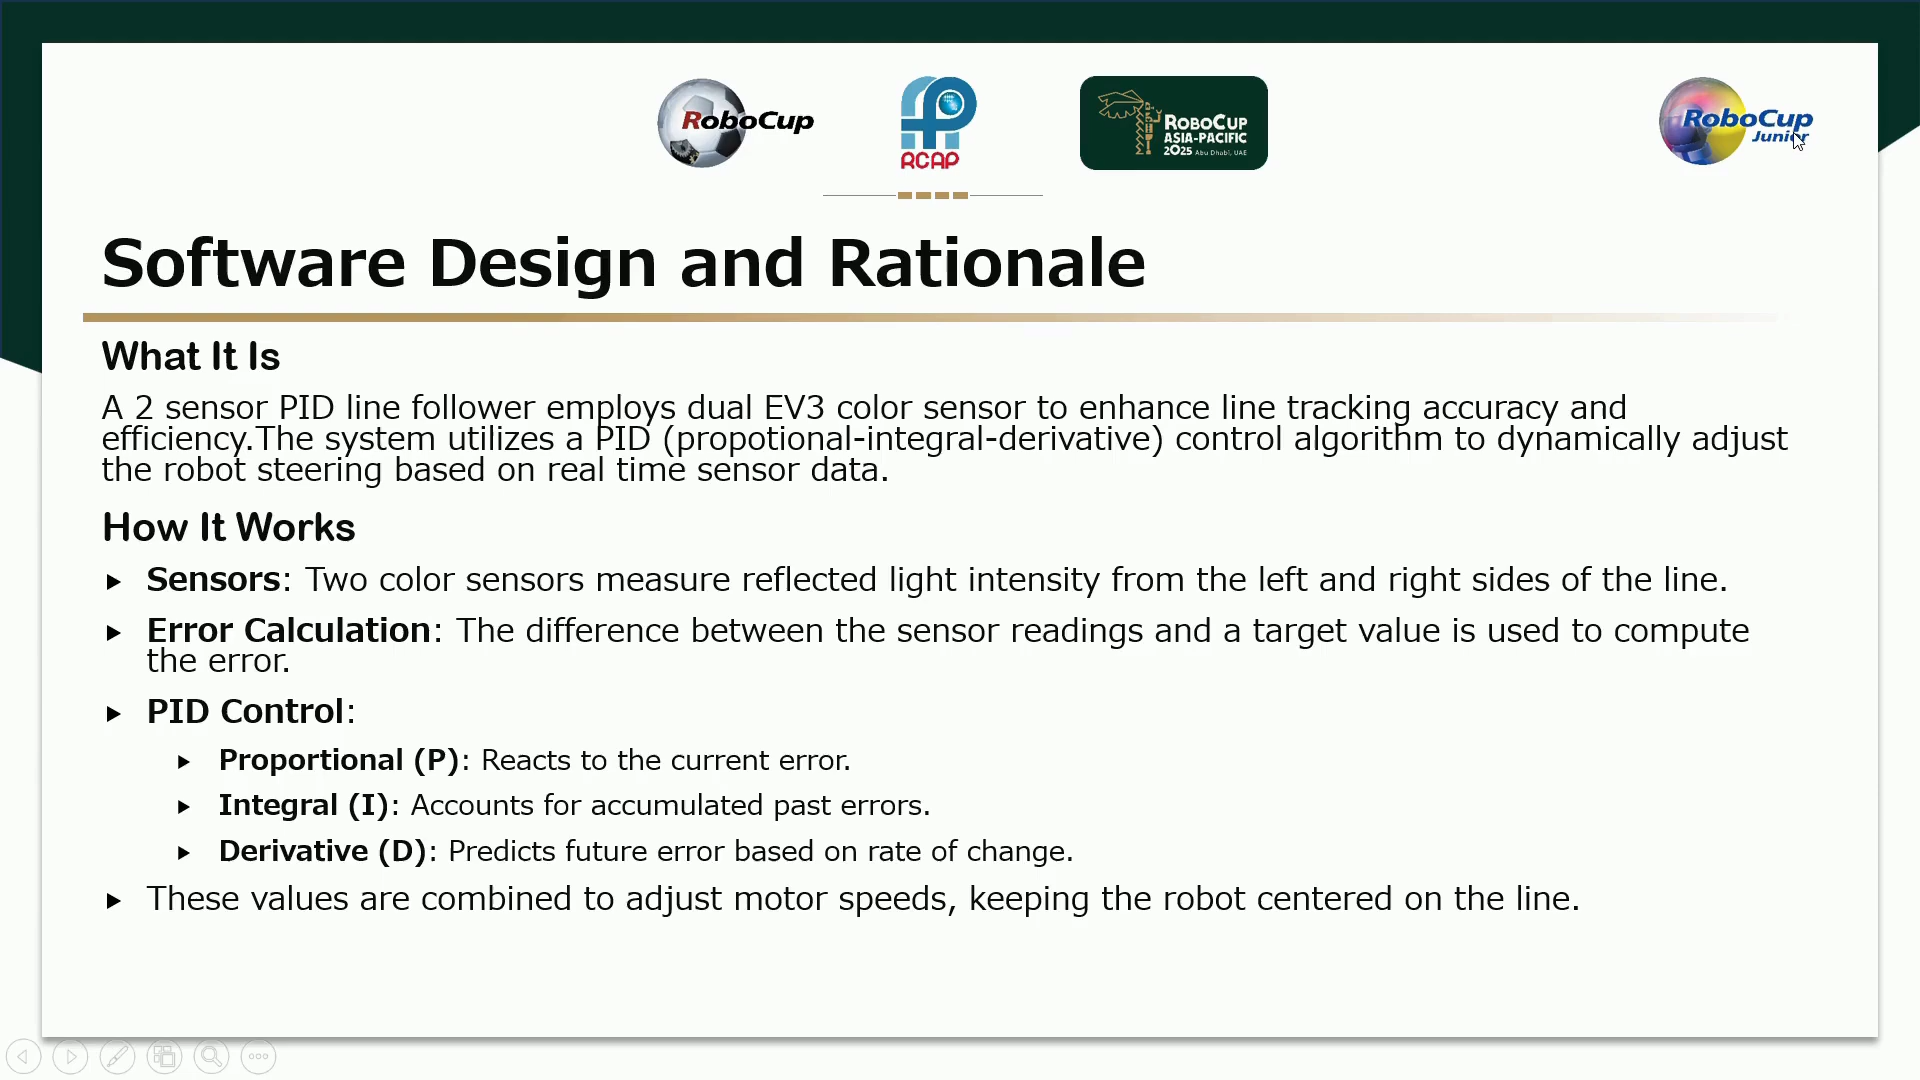 RoboCup
RCAP
ROBOCUP
ASIA-PACIFIC
2025 Abu Dhabi, UAE
RoboCup
Junior
Software Design and Rationale
What It Is
A 2 sensor PID line follower employs dual EV3 color sensor to enhance line tracking accuracy and
efficiency.The system utilizes a PID (propotional-integral-derivative) control algorithm to dynamically adjust
the robot steering based on real time sensor data.
How It Works
Sensors: Two color sensors measure reflected light intensity from the left and right sides of the line.
Error Calculation: The difference between the sensor readings and a target value is used to compute
the error.
PID Control:
Proportional (P): Reacts to the current error.
Integral (I): Accounts for accumulated past errors.
Derivative (D): Predicts future error based on rate of change.
These values are combined to adjust motor speeds, keeping the robot centered on the line.